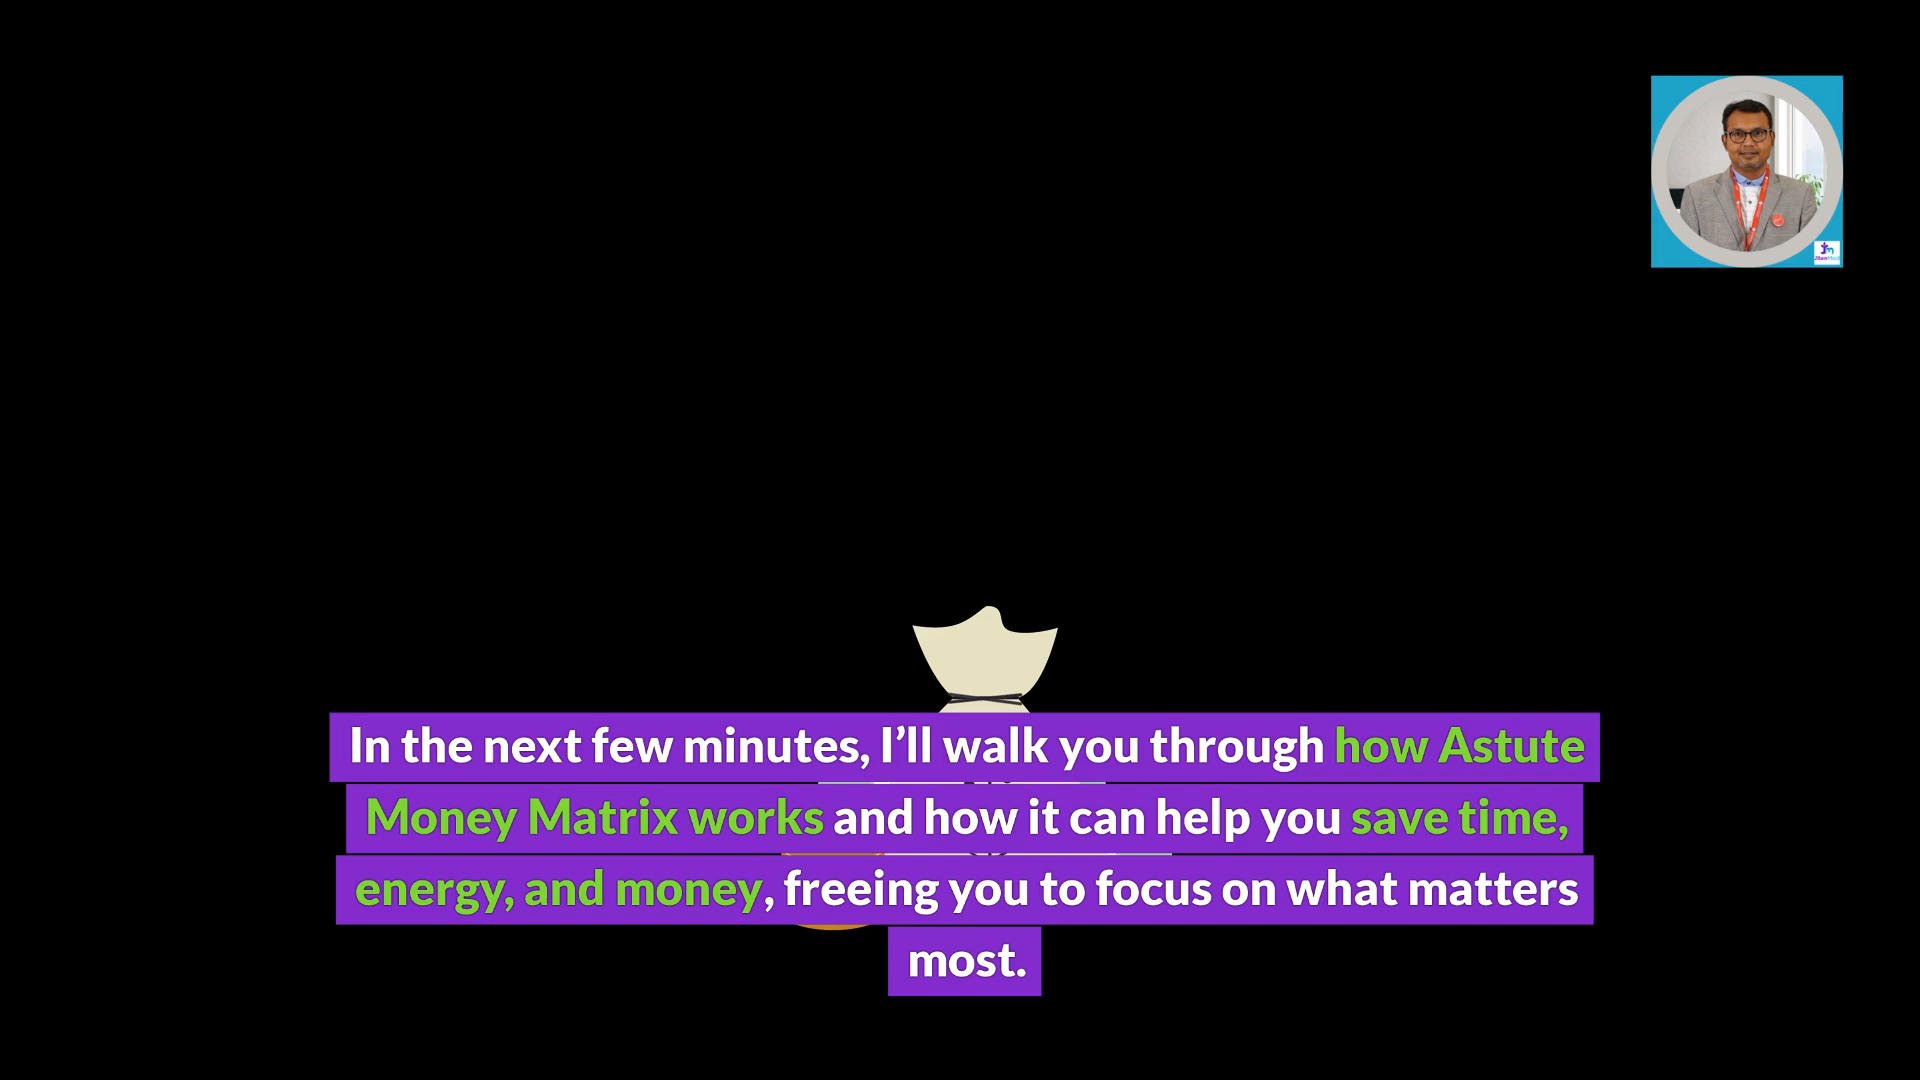 In the next few minutes, I’ll walk you through how Astute
Money Matrix works and how it can help you save time,
energy, and money, freeing you to focus on what matters
most.